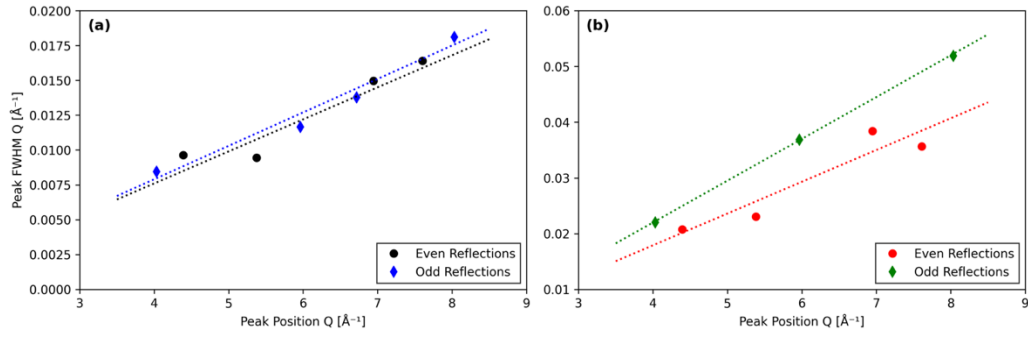 (a)
Peak FWHM Q [Å⁻¹]
0.0200
0.0175
0.0150
0.0125
0.0100
0.0075
0.0050
0.0025
0.0000
Even Reflections
Odd Reflections
3 4 5 6 7 8 9
Peak Position Q [Å⁻¹]
(b)
0.06
0.05
0.04
0.03
0.02
0.01
Even Reflections
Odd Reflections
3 4 5 6 7 8 9
Peak Position Q [Å⁻¹]